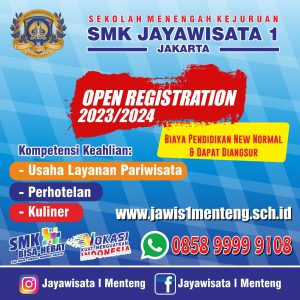 SEKOLAH MENENGAH KEJURUAN
SMK JAYAWISATA 1
JAKARTA
OPEN REGISTRATION
2023/2024
BIAYA PENDIDIKAN NEW NORMAL
& DAPAT DIANGSUR
Kompetensi Keahlian:
- Usaha Layanan Pariwisata
- Perhotelan
- Kuliner
www.jawis1menteng.sch.id
SMK
BISA-HEBAT
VOKASI
KUAT MENGUATKAN
INDONESIA
0858 9999 9108
Jayawisata I Menteng
Jayawisata I Menteng